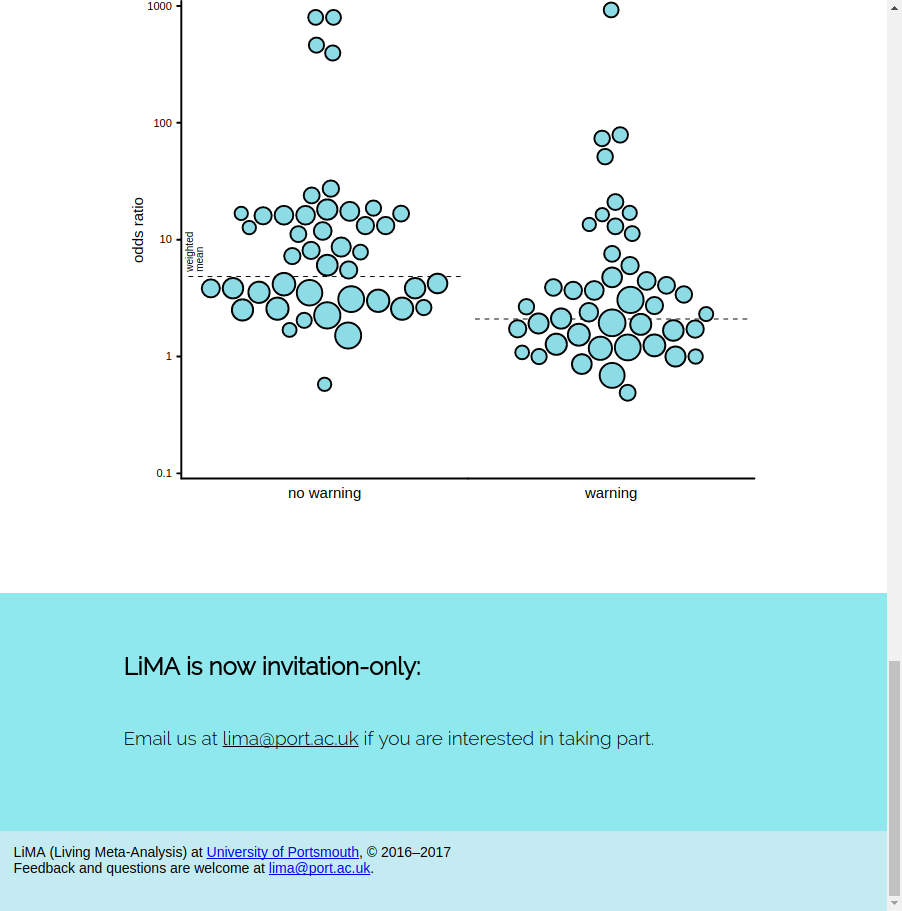 1000
100
10
1
0.1
odds ratio
weighted
mean
no warning
warning
LiMA is now invitation-only:
Email us at lima@port.ac.uk if you are interested in taking part.
LiMA (Living Meta-Analysis) at University of Portsmouth, © 2016–2017
Feedback and questions are welcome at lima@port.ac.uk.